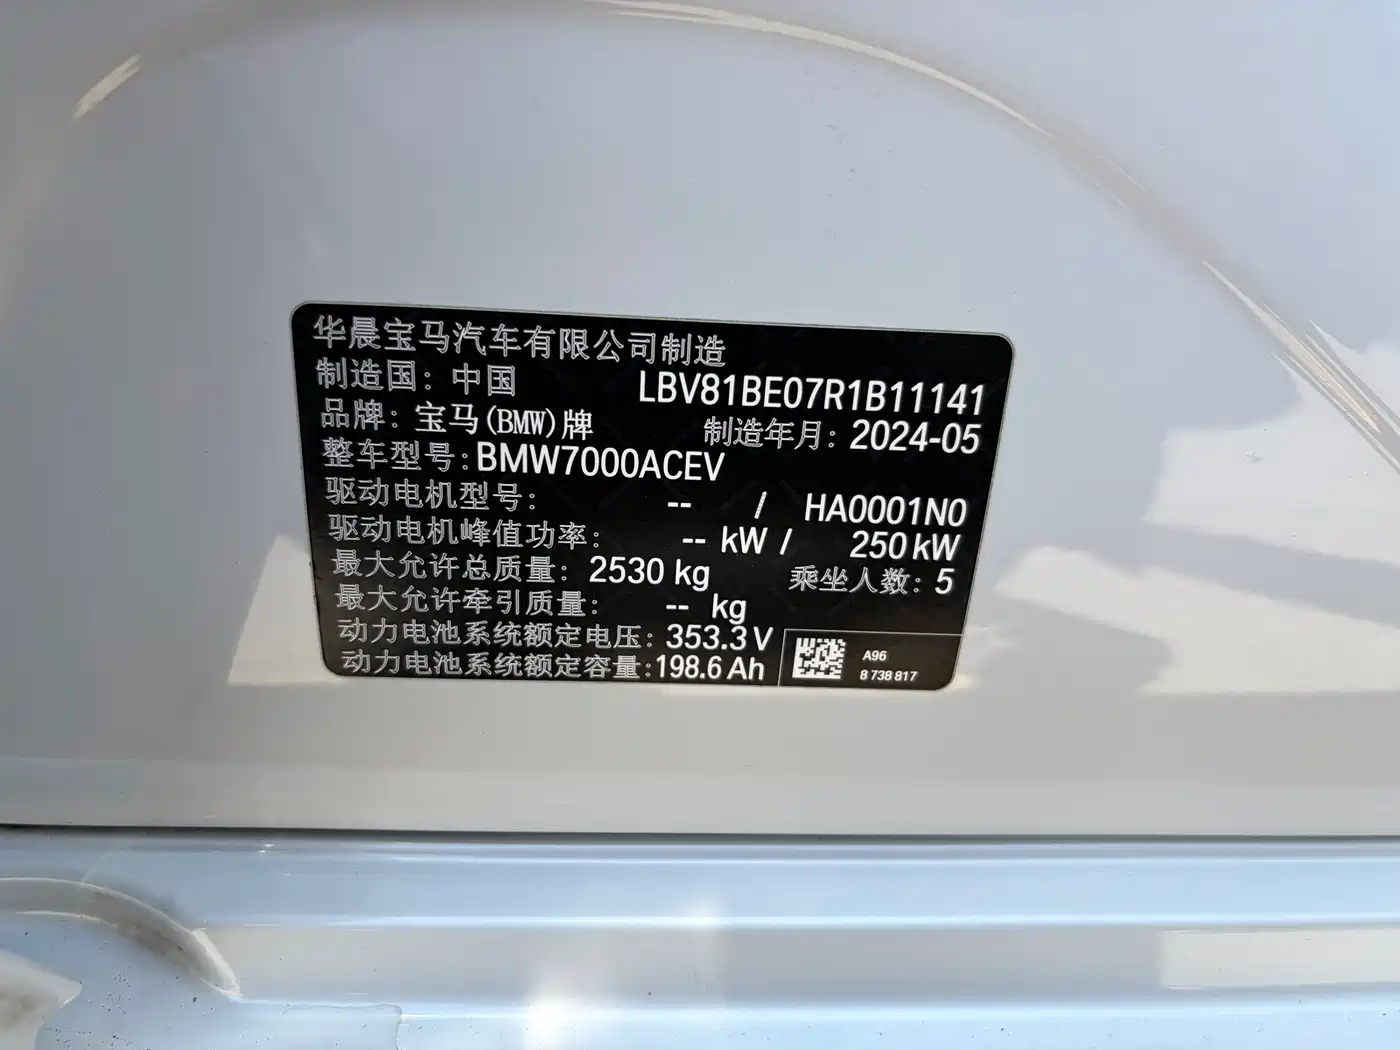 华晨宝马汽车有限公司制造
制造国：中国
LBV81BE07R1B11141
品牌：宝马(BMW)牌
制造年月：2024-05
整车型号:BMW7000ACEV
驱动电机型号： -- / HA0001N0
驱动电机峰值功率： -- kW / 250 kW
最大允许总质量：2530 kg 乘坐人数：5
最大允许牵引质量： -- kg
动力电池系统额定电压：353.3 V
动力电池系统额定容量:198.6 Ah
A96
8 738 817